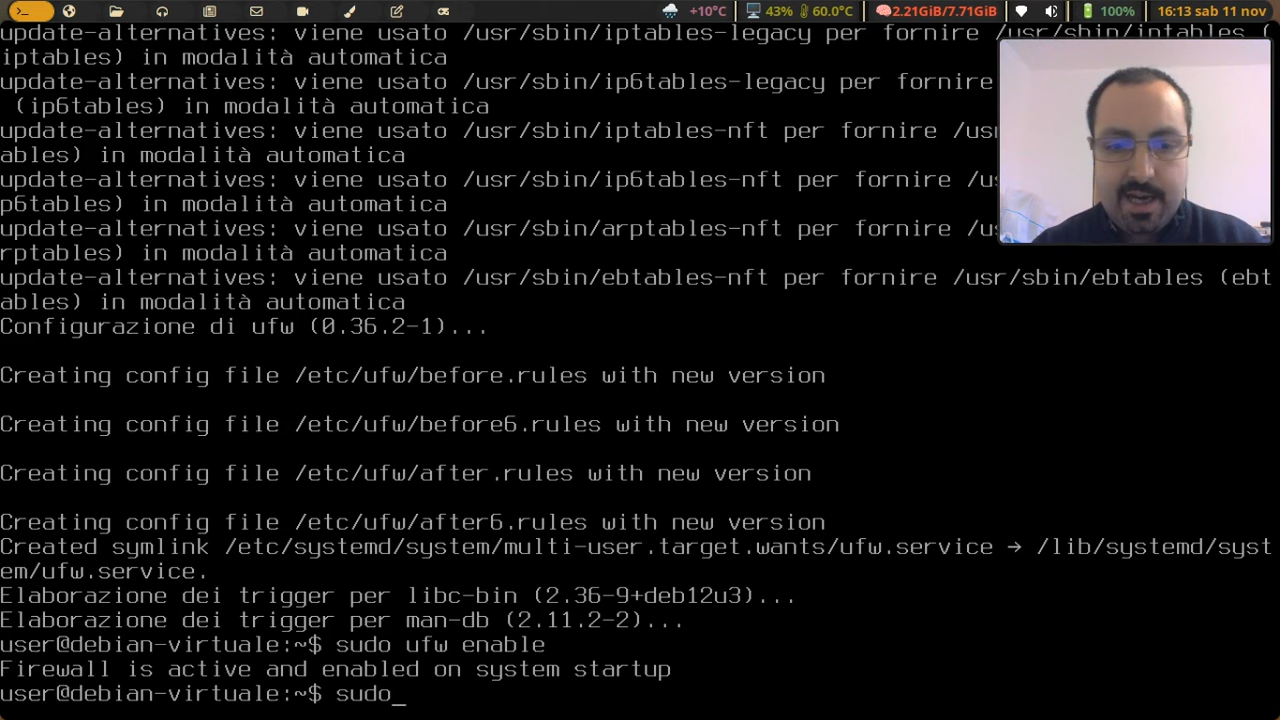 +10°C 43% 60.0°C 2.21GiB/7.71GiB 100% 16:13 sab 11 nov
update-alternatives: viene usato /usr/sbin/iptables-legacy per fornire /usr/sbin/iptables (
iptables) in modalità automatica
update-alternatives: viene usato /usr/sbin/ip6tables-legacy per fornire
(ip6tables) in modalità automatica
update-alternatives: viene usato /usr/sbin/iptables-nft per fornire
ables) in modalità automatica
update-alternatives: viene usato /usr/sbin/ip6tables-nft per fornire
p6tables) in modalità automatica
update-alternatives: viene usato /usr/sbin/arptables-nft per fornire
rptables) in modalità automatica
update-alternatives: viene usato /usr/sbin/ebtables-nft per fornire /usr/sbin/ebtables (ebt
ables) in modalità automatica
Configurazione di ufw (0.36.2-1)...
Creating config file /etc/ufw/before.rules with new version
Creating config file /etc/ufw/before6.rules with new version
Creating config file /etc/ufw/after.rules with new version
Creating config file /etc/ufw/after6.rules with new version
Created symlink /etc/systemd/system/multi-user.target.wants/ufw.service → /lib/systemd/syst
em/ufw.service.
Elaborazione dei trigger per libc-bin (2.36-9+deb12u3)...
Elaborazione dei trigger per man-db (2.11.2-2)...
user@debian-virtuale:~$ sudo ufw enable
Firewall is active and enabled on system startup
user@debian-virtuale:~$ sudo_